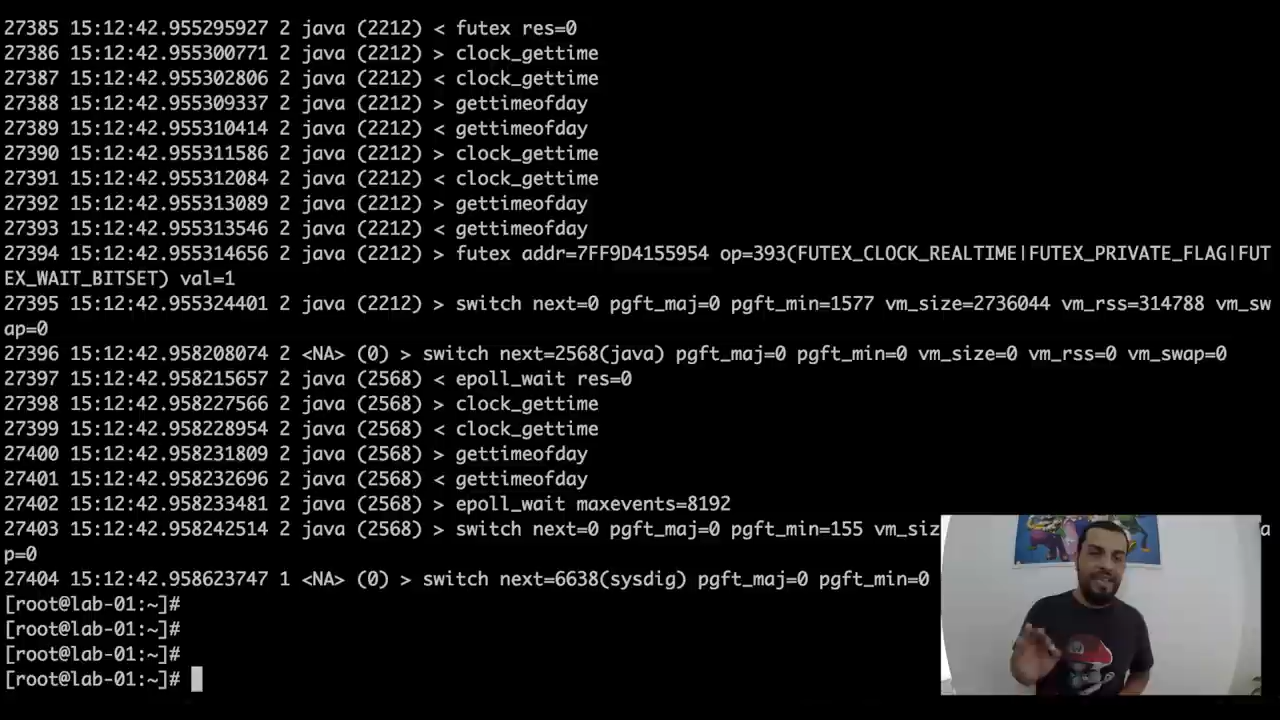 27385 15:12:42.955295927 2 java (2212) < futex res=0
27386 15:12:42.955300771 2 java (2212) > clock_gettime
27387 15:12:42.955302806 2 java (2212) < clock_gettime
27388 15:12:42.955309337 2 java (2212) > gettimeofday
27389 15:12:42.955310414 2 java (2212) < gettimeofday
27390 15:12:42.955311586 2 java (2212) > clock_gettime
27391 15:12:42.955312084 2 java (2212) < clock_gettime
27392 15:12:42.955313089 2 java (2212) > gettimeofday
27393 15:12:42.955313546 2 java (2212) < gettimeofday
27394 15:12:42.955314656 2 java (2212) > futex addr=7FF9D4155954 op=393(FUTEX_CLOCK_REALTIME|FUTEX_PRIVATE_FLAG|FUT
EX_WAIT_BITSET) val=1
27395 15:12:42.955324401 2 java (2212) > switch next=0 pgft_maj=0 pgft_min=1577 vm_size=2736044 vm_rss=314788 vm_sw
ap=0
27396 15:12:42.958208074 2 <NA> (0) > switch next=2568(java) pgft_maj=0 pgft_min=0 vm_size=0 vm_rss=0 vm_swap=0
27397 15:12:42.958215657 2 java (2568) < epoll_wait res=0
27398 15:12:42.958227566 2 java (2568) > clock_gettime
27399 15:12:42.958228954 2 java (2568) < clock_gettime
27400 15:12:42.958231809 2 java (2568) > gettimeofday
27401 15:12:42.958232696 2 java (2568) < gettimeofday
27402 15:12:42.958233481 2 java (2568) > epoll_wait maxevents=8192
27403 15:12:42.958242514 2 java (2568) > switch next=0 pgft_maj=0 pgft_min=155 vm_siz a
p=0
27404 15:12:42.958623747 1 <NA> (0) > switch next=6638(sysdig) pgft_maj=0 pgft_min=0
[root@lab-01:~]#
[root@lab-01:~]#
[root@lab-01:~]#
[root@lab-01:~]#